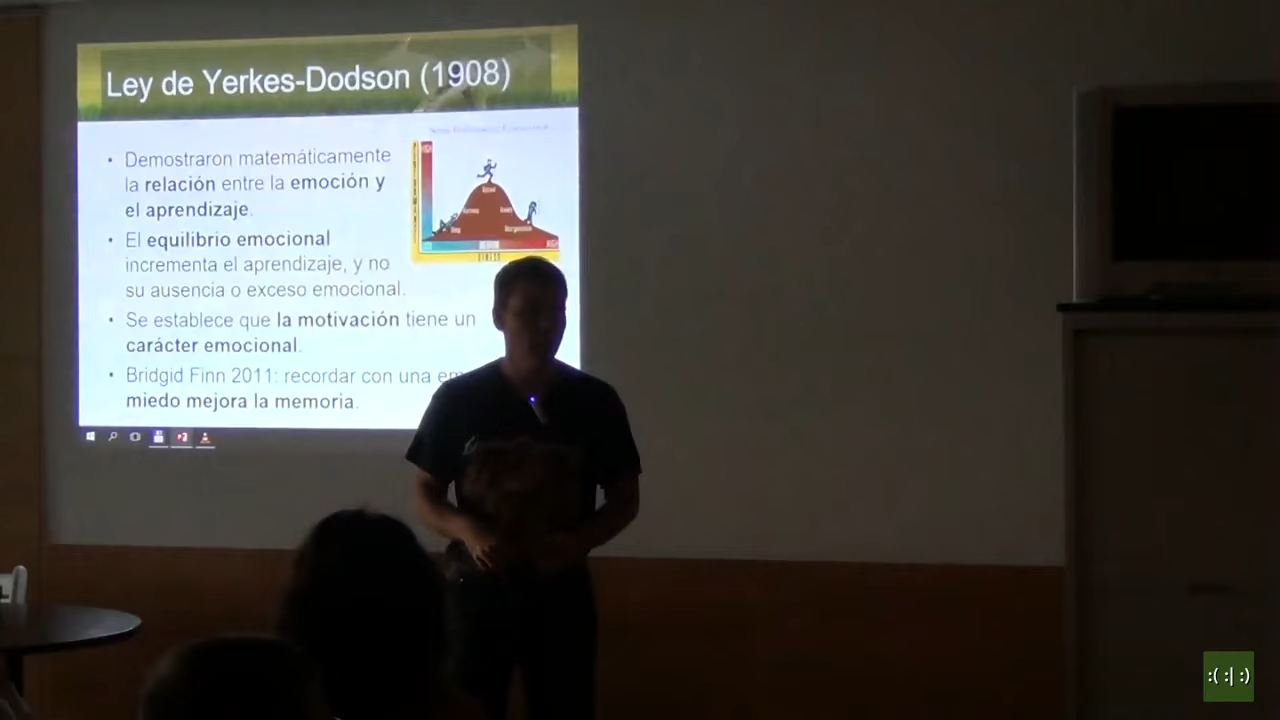 Ley de Yerkes-Dodson (1908)
• Demostraron matemáticamente
la relación entre la emoción y
el aprendizaje.
• El equilibrio emocional
incrementa el aprendizaje, y no
su ausencia o exceso emocional.
• Se establece que la motivación tiene un
carácter emocional.
• Bridgid Finn 2011: recordar con una
miedo mejora la memoria.
STRESS
:( :| :)